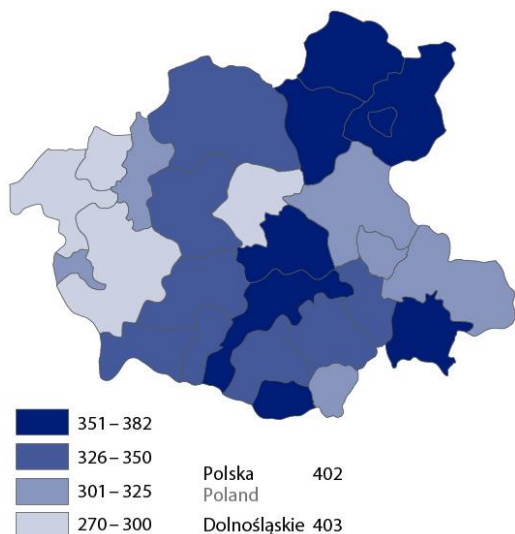 351 – 382
326 – 350
301 – 325
270 – 300
Polska 402
Poland
Dolnośląskie 403